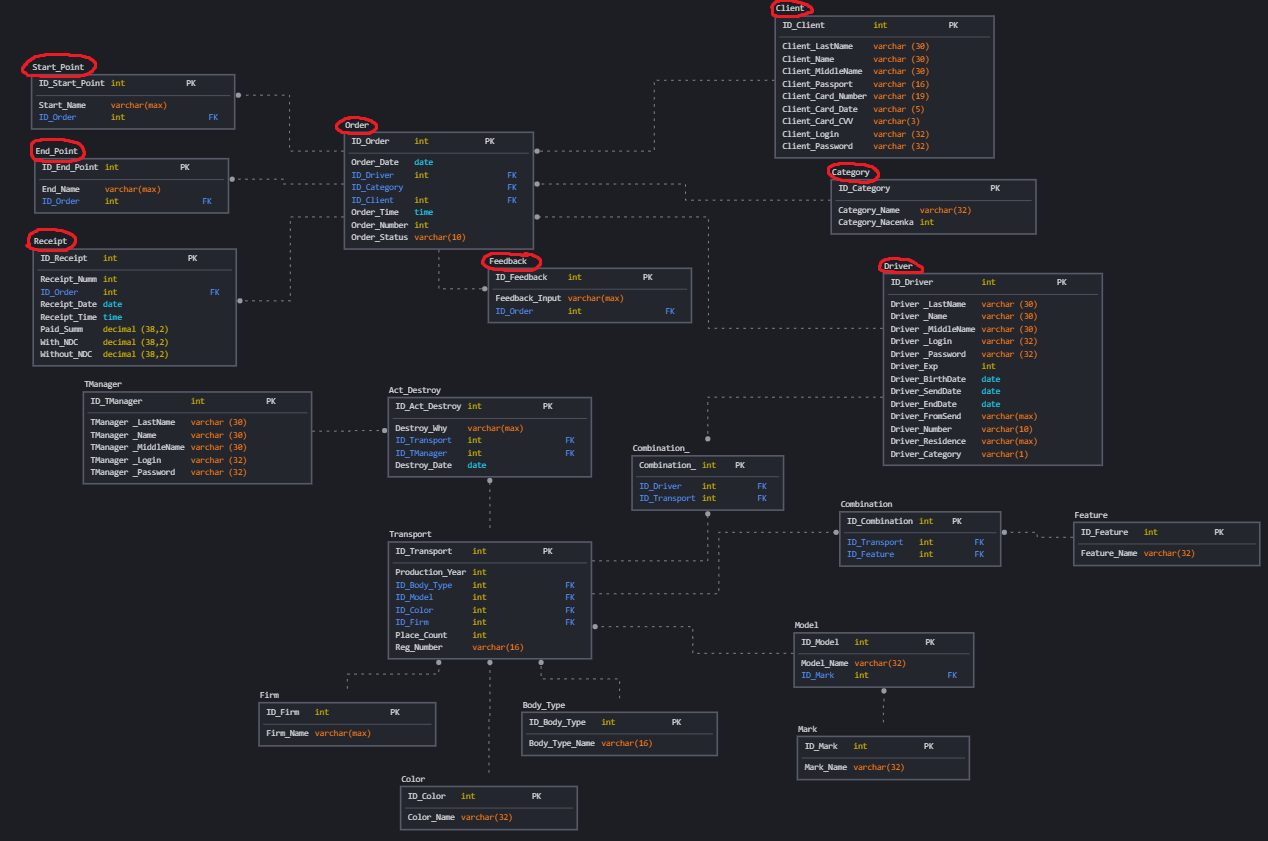 Client
ID_Client int PK
Client_LastName varchar (30)
Client_Name varchar (30)
Client_MiddleName varchar (30)
Client_Passport varchar (16)
Client_Card_Number varchar (19)
Client_Card_Date varchar (5)
Client_Card_CVV varchar(3)
Client_Login varchar (32)
Client_Password varchar (32)
Start_Point
ID_Start_Point int PK
Start_Name varchar(max)
ID_Order int FK
Order
ID_Order int PK
Order_Date date
ID_Driver int FK
ID_Category FK
ID_Client int FK
Order_Time time
Order_Number int
Order_Status varchar(10)
End_Point
ID_End_Point int PK
End_Name varchar(max)
ID_Order int FK
Category
ID_Category PK
Category_Name varchar(32)
Category_Nacenka int
Receipt
ID_Receipt int PK
Receipt_Numm int
ID_Order int FK
Receipt_Date date
Receipt_Time time
Paid_Summ decimal (38,2)
With_NDC decimal (38,2)
Without_NDC decimal (38,2)
Feedback
ID_Feedback int PK
Feedback_Input varchar(max)
ID_Order int FK
Driver
ID_Driver int PK
Driver _LastName varchar (30)
Driver _Name varchar (30)
Driver _MiddleName varchar (30)
Driver _Login varchar (32)
Driver _Password varchar (32)
Driver_Exp int
Driver_BirthDate date
Driver_SendDate date
Driver_EndDate date
Driver_FromSend varchar(max)
Driver_Number varchar(10)
Driver_Residence varchar(max)
Driver_Category varchar(1)
TManager
ID_TManager int PK
TManager _LastName varchar (30)
TManager _Name varchar (30)
TManager _MiddleName varchar (30)
TManager _Login varchar (32)
TManager _Password varchar (32)
Act_Destroy
ID_Act_Destroy int PK
Destroy_Why varchar(max)
ID_Transport int FK
ID_TManager int FK
Destroy_Date date
Combination_
Combination_ int PK
ID_Driver int FK
ID_Transport int FK
Combination
ID_Combination int PK
ID_Transport int FK
ID_Feature int FK
Feature
ID_Feature int PK
Feature_Name varchar(32)
Transport
ID_Transport int PK
Production_Year int
ID_Body_Type int FK
ID_Model int FK
ID_Color int FK
ID_Firm int FK
Place_Count int
Reg_Number varchar(16)
Model
ID_Model int PK
Model_Name varchar(32)
ID_Mark int FK
Firm
ID_Firm int PK
Firm_Name varchar(max)
Body_Type
ID_Body_Type int PK
Body_Type_Name varchar(16)
Mark
ID_Mark int PK
Mark_Name varchar(32)
Color
ID_Color int PK
Color_Name varchar(32)